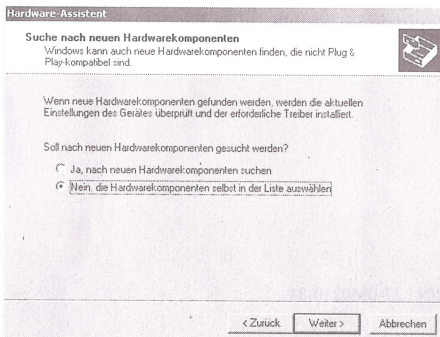 Hardware-Assistent
Suche nach neuen Hardwarekomponenten
Windows kann auch neue Hardwarekomponenten finden, die nicht Plug &
Play-kompatibel sind.
Wenn neue Hardwarekomponenten gefunden werden, werden die aktuellen
Einstellungen des Gerätes überprüft und der erforderliche Treiber installiert.
Soll nach neuen Hardwarekomponenten gesucht werden?
Ja, nach neuen Hardwarekomponenten suchen
Nein, die Hardwarekomponenten selbst in der Liste auswählen
< Zurück
Weiter >
Abbrechen